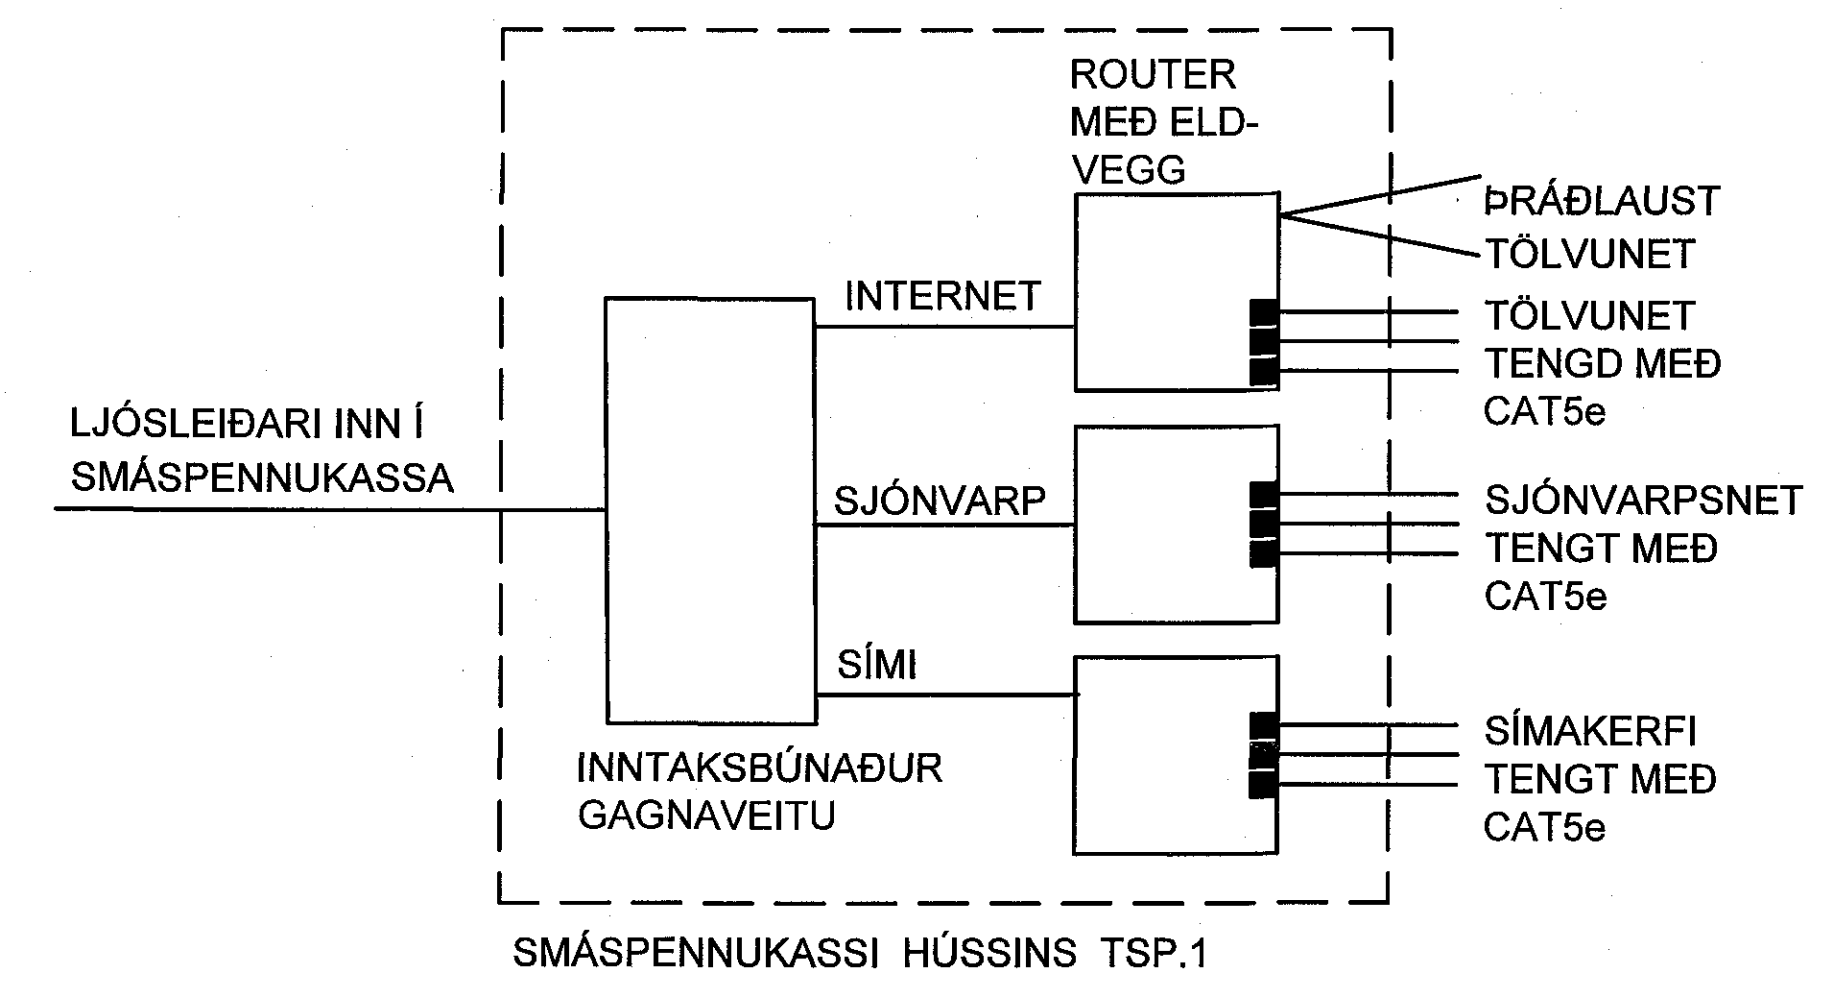 ROUTER
MEÐ ELD-
VEGG
ÞRÁÐLAUST
TÖLVUNET
INTERNET
TÖLVUNET
TENGD MEÐ
CAT5e
LJÓSLEIÐARI INN Í
SMÁSPENNUKASSA
SJÓNVARP
SJÓNVARPSNET
TENGT MEÐ
CAT5e
SÍMI
SÍMAKERFI
TENGT MEÐ
CAT5e
INNTAKSBÚNAÐUR
GAGNAVEITU
SMÁSPENNUKASSI HÚSSINS TSP.1